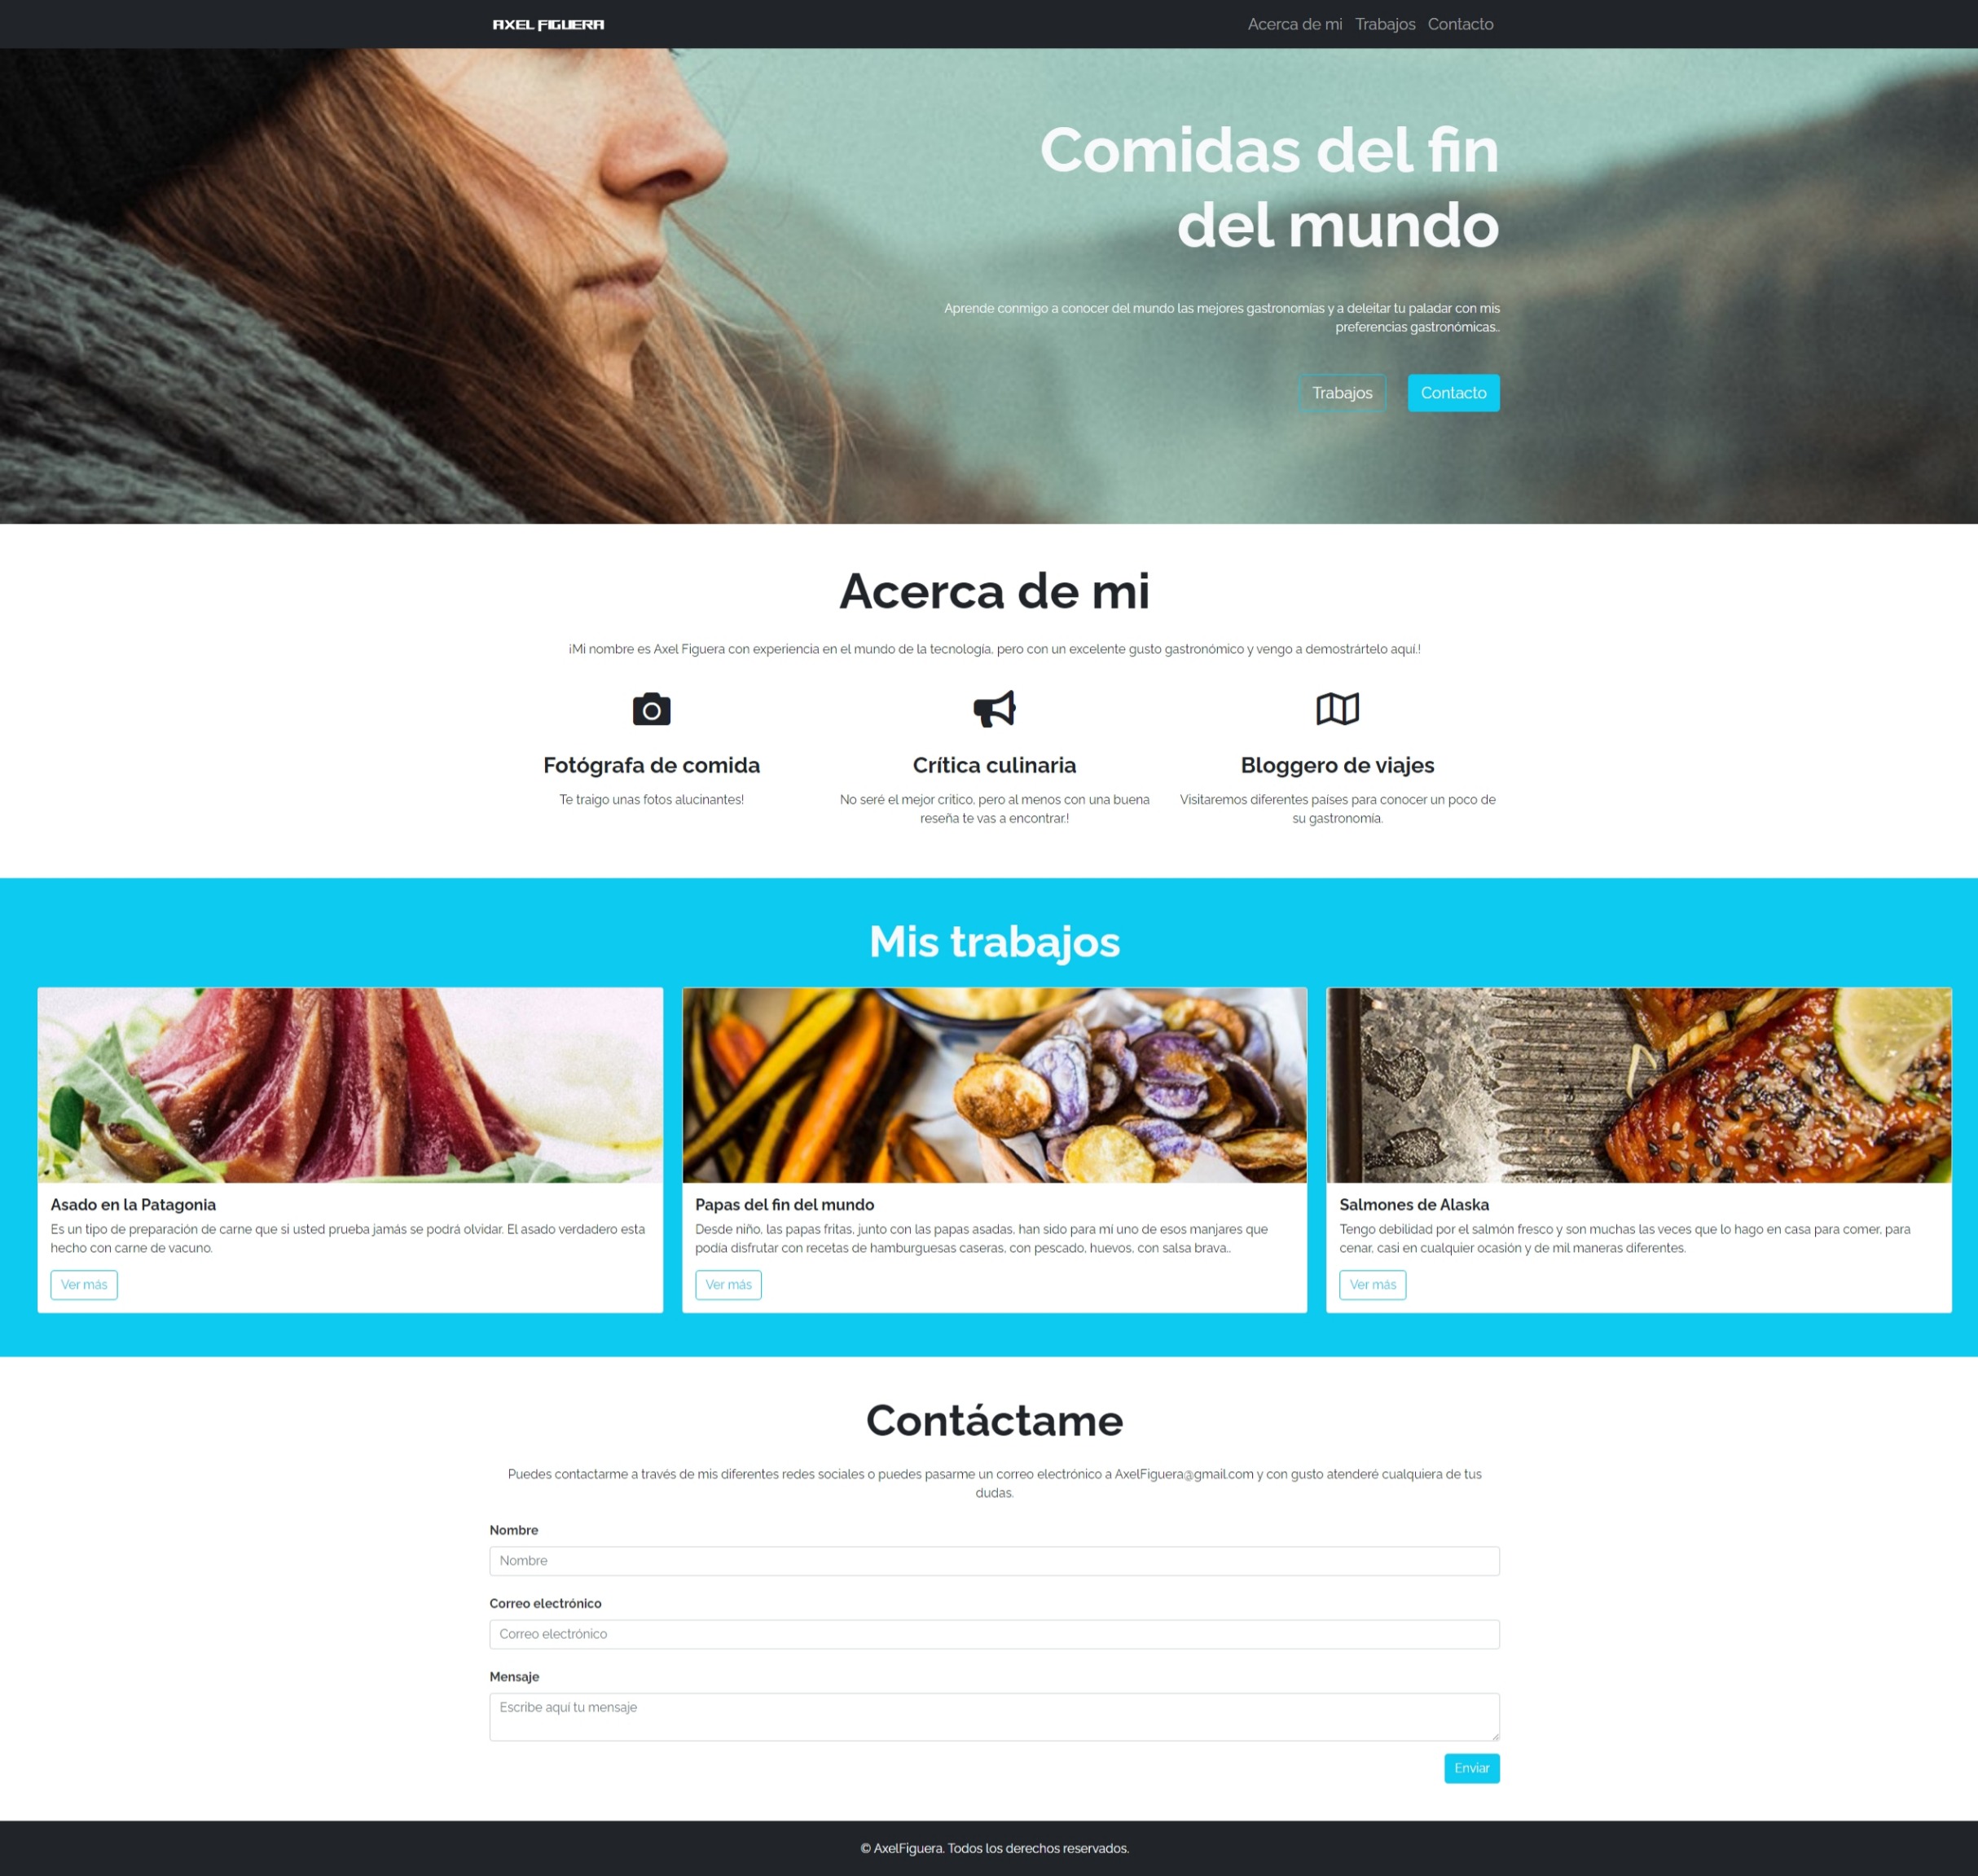 AXEL FIGUERA
Acerca de mi Trabajos Contacto
Comidas del fin
del mundo
Aprende conmigo a conocer del mundo las mejores gastronomías y a deleitar tu paladar con mis
preferencias gastronómicas..
Trabajos Contacto
Acerca de mi
¡Mi nombre es Axel Figuera con experiencia en el mundo de la tecnología, pero con un excelente gusto gastronómico y vengo a demostrártelo aquí.!
Fotógrafa de comida
Te traigo unas fotos alucinantes!
Crítica culinaria
No seré el mejor critico, pero al menos con una buena
reseña te vas a encontrar.!
Bloggero de viajes
Visitaremos diferentes países para conocer un poco de
su gastronomía.
Mis trabajos
Asado en la Patagonia
Es un tipo de preparación de carne que si usted prueba jamás se podrá olvidar. El asado verdadero esta
hecho con carne de vacuno.
Ver más
Papas del fin del mundo
Desde niño, las papas fritas, junto con las papas asadas, han sido para mí uno de esos manjares que
podía disfrutar con recetas de hamburguesas caseras, con pescado, huevos, con salsa brava..
Ver más
Salmones de Alaska
Tengo debilidad por el salmón fresco y son muchas las veces que lo hago en casa para comer, para
cenar, casi en cualquier ocasión y de mil maneras diferentes.
Ver más
Contáctame
Puedes contactarme a través de mis diferentes redes sociales o puedes pasarme un correo electrónico a AxelFiguera@gmail.com y con gusto atenderé cualquiera de tus
dudas.
Nombre
Nombre
Correo electrónico
Correo electrónico
Mensaje
Escribe aquí tu mensaje
Enviar
© AxelFiguera. Todos los derechos reservados.